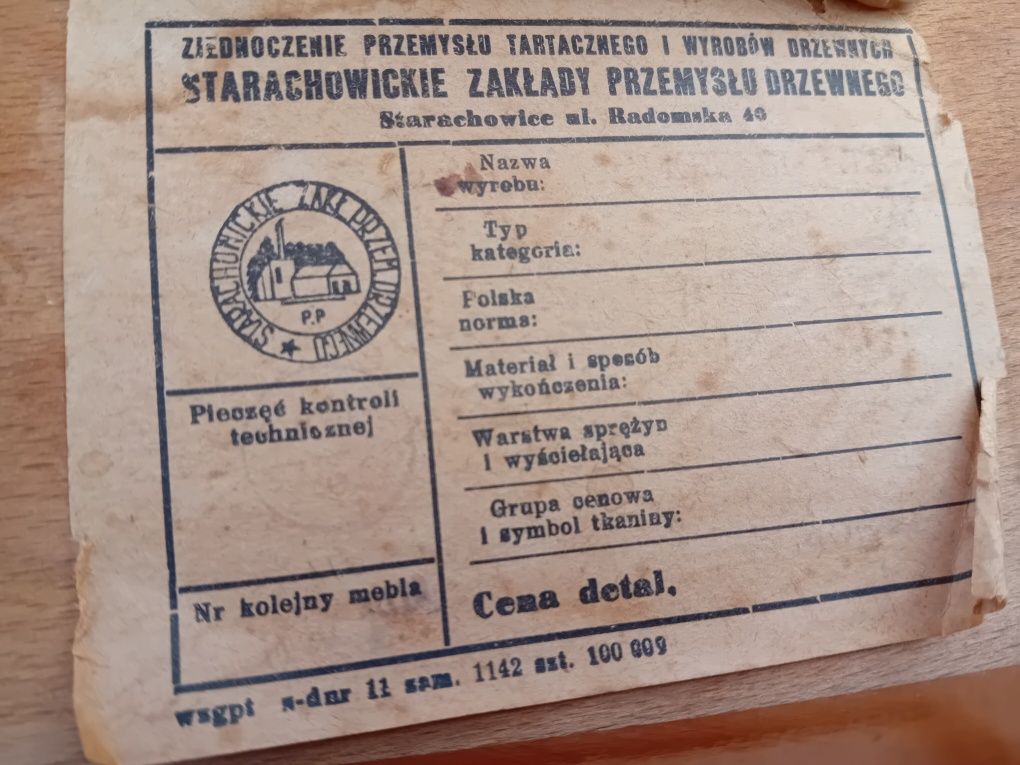 ZJEDNOCZENIE PRZEMYSŁU TARTACZNEGO I WYROBÓW DRZEWNYCH
STARACHOWICKIE ZAKŁADY PRZEMYSŁU DRZEWNEGO
Starachowice ul. Radomska 40
STARACHOWICKIE ZAKŁ PRZEM DRZEWNEGO
P.P
Pieczęć kontroli
technicznej
Nr kolejny mebla
Nazwa
wyrobu:
Typ
kategoria:
Polska
norma:
Materiał i sposób
wykończenia:
Warstwa sprężyn
i wyściełająca
Grupa cenowa
i symbol tkaniny:
Cena detal.
wsgpt s-dnr 11 zam. 1142 szt. 100 000